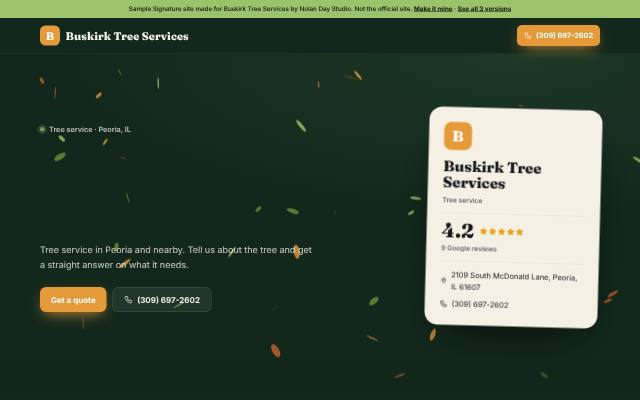 Sample Signature site made for Buskirk Tree Services by Nolan Day Studio. Not the official site. Make it mine · See all 3 versions
B Buskirk Tree Services
(309) 697-2602
Tree service · Peoria, IL
Tree service in Peoria and nearby. Tell us about the tree and get
a straight answer on what it needs.
Get a quote
(309) 697-2602
B
Buskirk Tree
Services
Tree service
4.2
9 Google reviews
2109 South McDonald Lane, Peoria,
IL 61607
(309) 697-2602